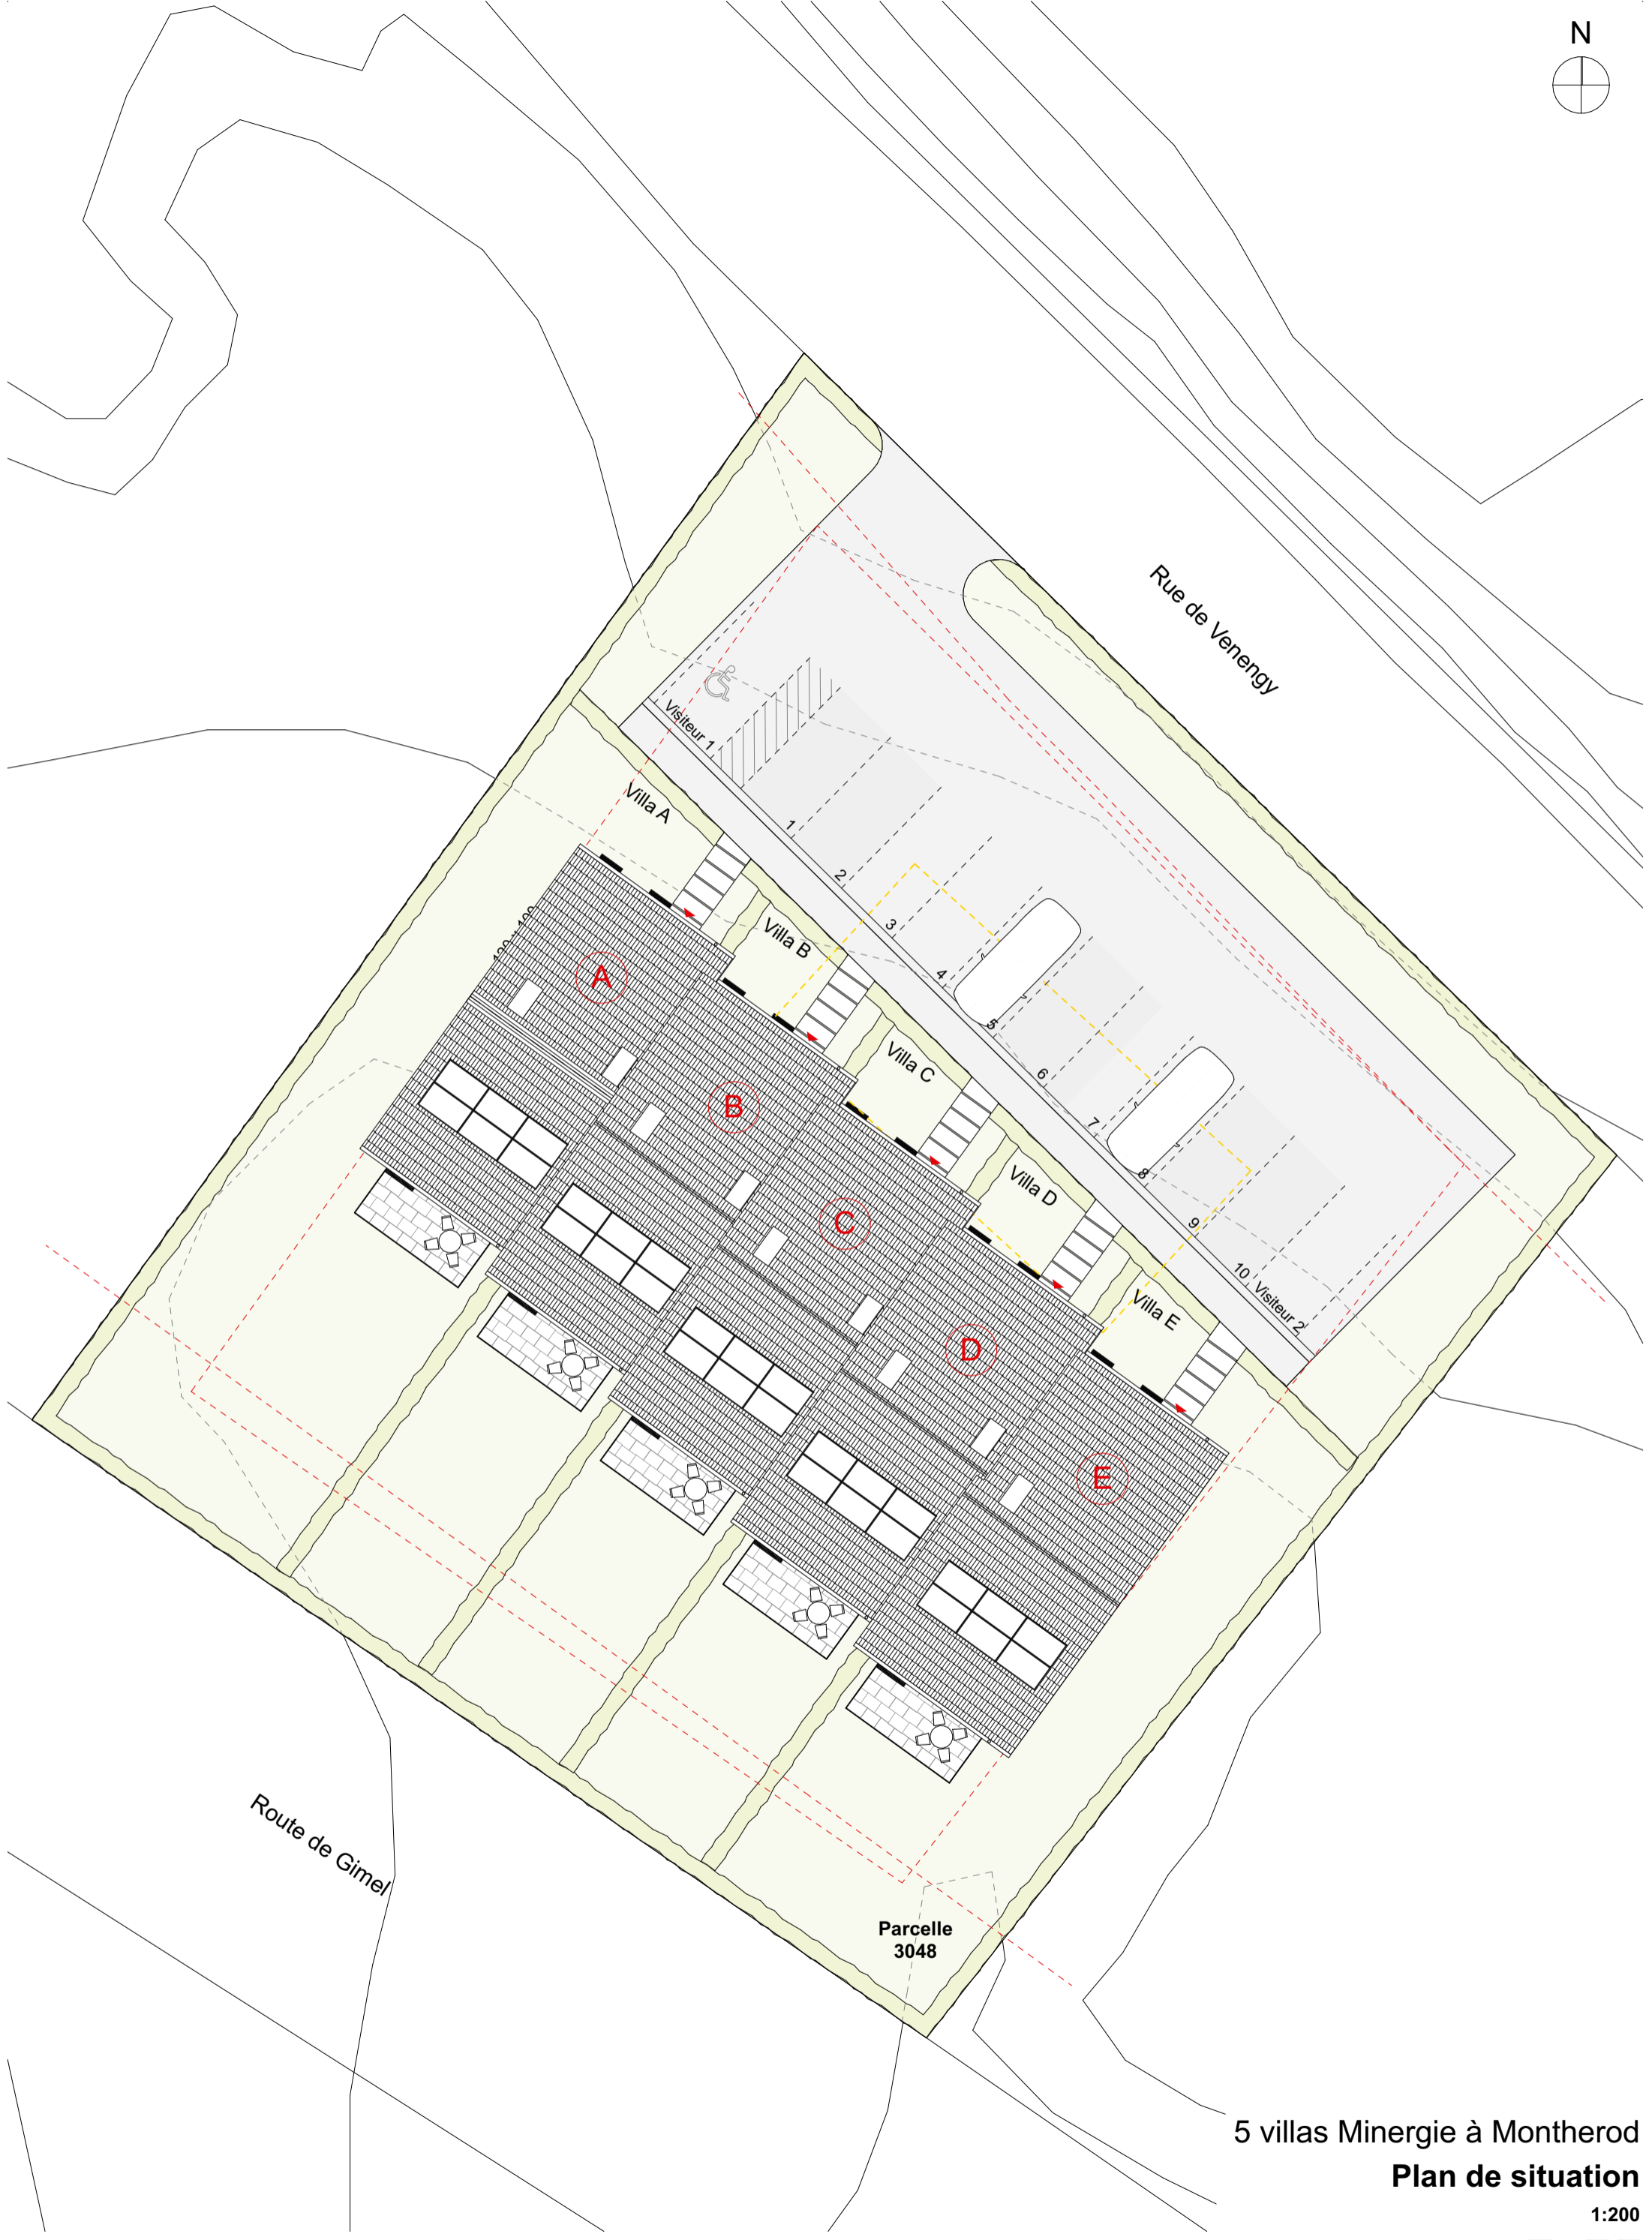 N
Rue de Venengy
Visiteur 1
1
2
3
4
5
6
7
8
9
10
Visiteur 2
Villa A
Villa B
Villa C
Villa D
Villa E
A
B
C
D
E
Route de Gimel
Parcelle
3048
5 villas Minergie à Montherod
Plan de situation
1:200